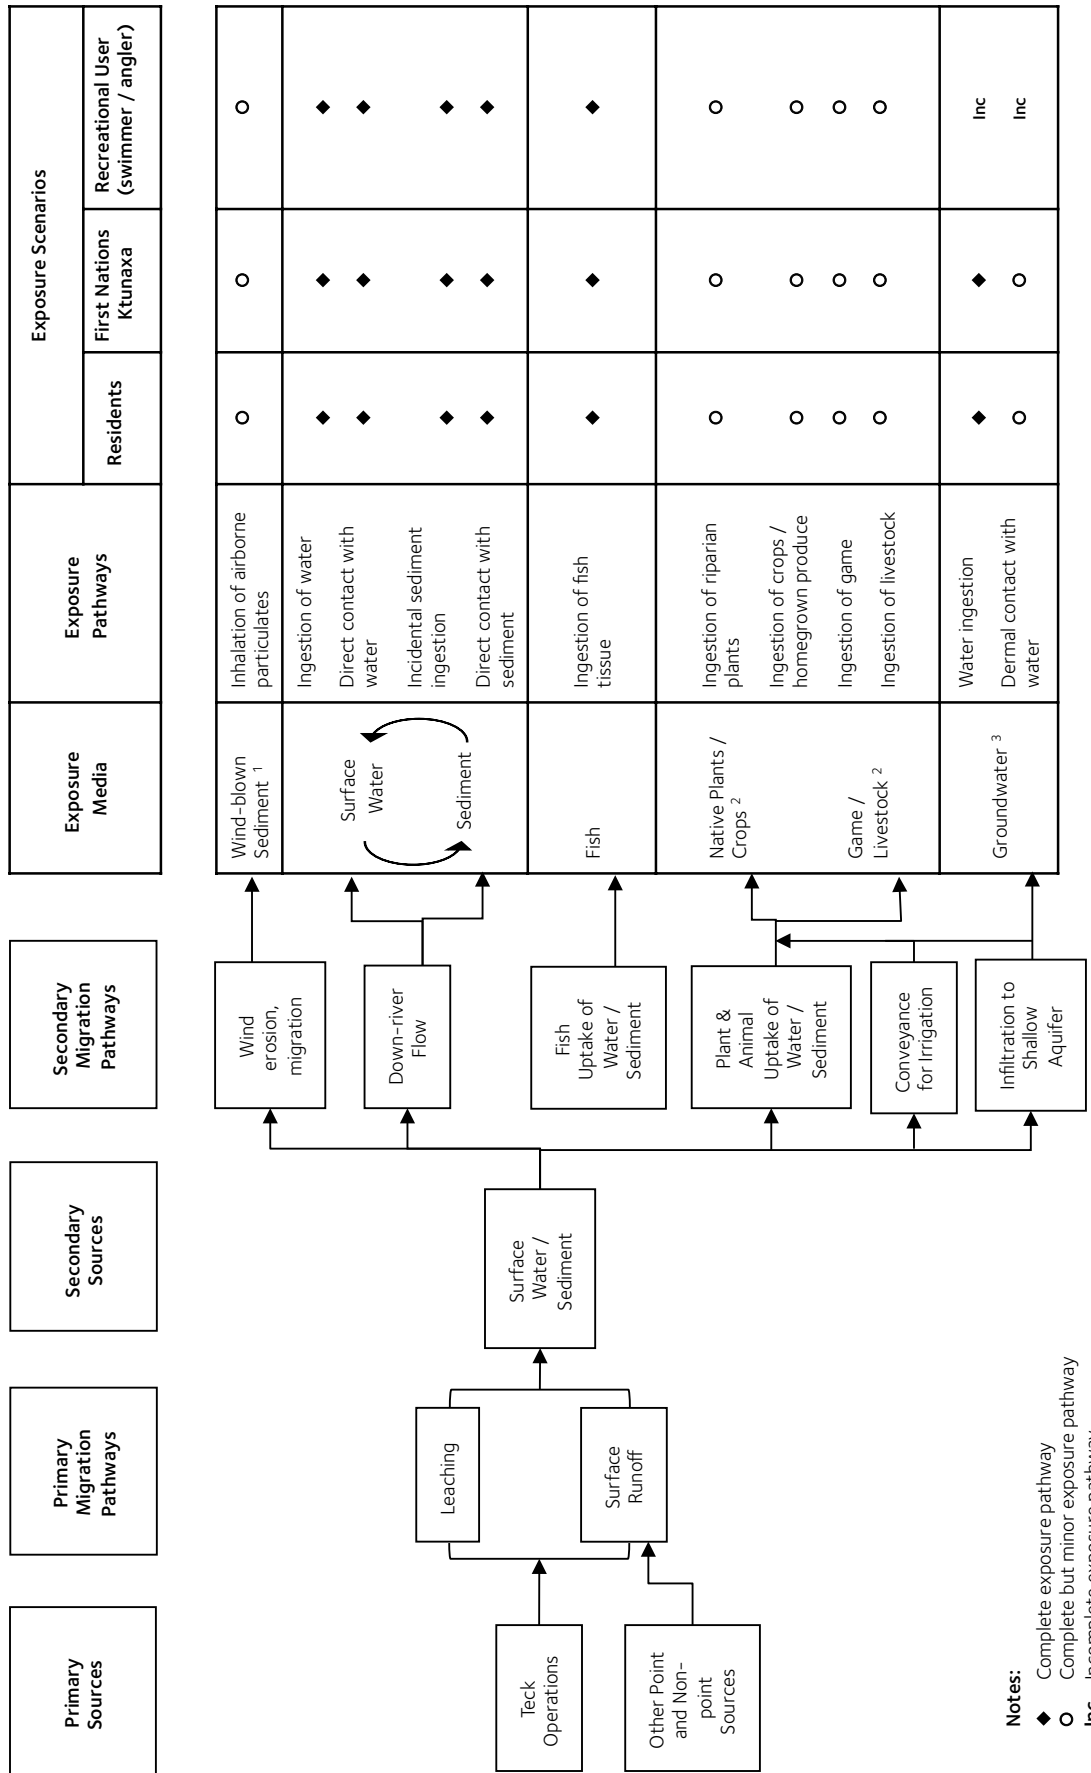 Primary
Sources
Primary
Migration
Pathways
Secondary
Sources
Secondary
Migration
Pathways
Exposure
Media
Exposure
Pathways
Exposure Scenarios
Residents
First Nations
Ktunaxa
Recreational User
(swimmer / angler)
Teck
Operations
Other Point
and Non-
point
Sources
Leaching
Surface
Runoff
Surface
Water /
Sediment
Wind
erosion,
migration
Down-river
Flow
Fish
Uptake of
Water /
Sediment
Plant &
Animal
Uptake of
Water /
Sediment
Conveyance
for Irrigation
Infiltration to
Shallow
Aquifer
Wind-blown
Sediment 1
Inhalation of airborne
particulates
Surface
Water
Sediment
Ingestion of water
Direct contact with
water
Incidental sediment
ingestion
Direct contact with
sediment
Fish
Ingestion of fish
tissue
Native Plants /
Crops 2
Game /
Livestock 2
Ingestion of riparian
plants
Ingestion of crops /
homegrown produce
Ingestion of game
Ingestion of livestock
Groundwater 3
Water ingestion
Inc
Dermal contact with
water
Inc
Notes:
◆ Complete exposure pathway
○ Complete but minor exposure pathway
Inc Incomplete exposure pathway